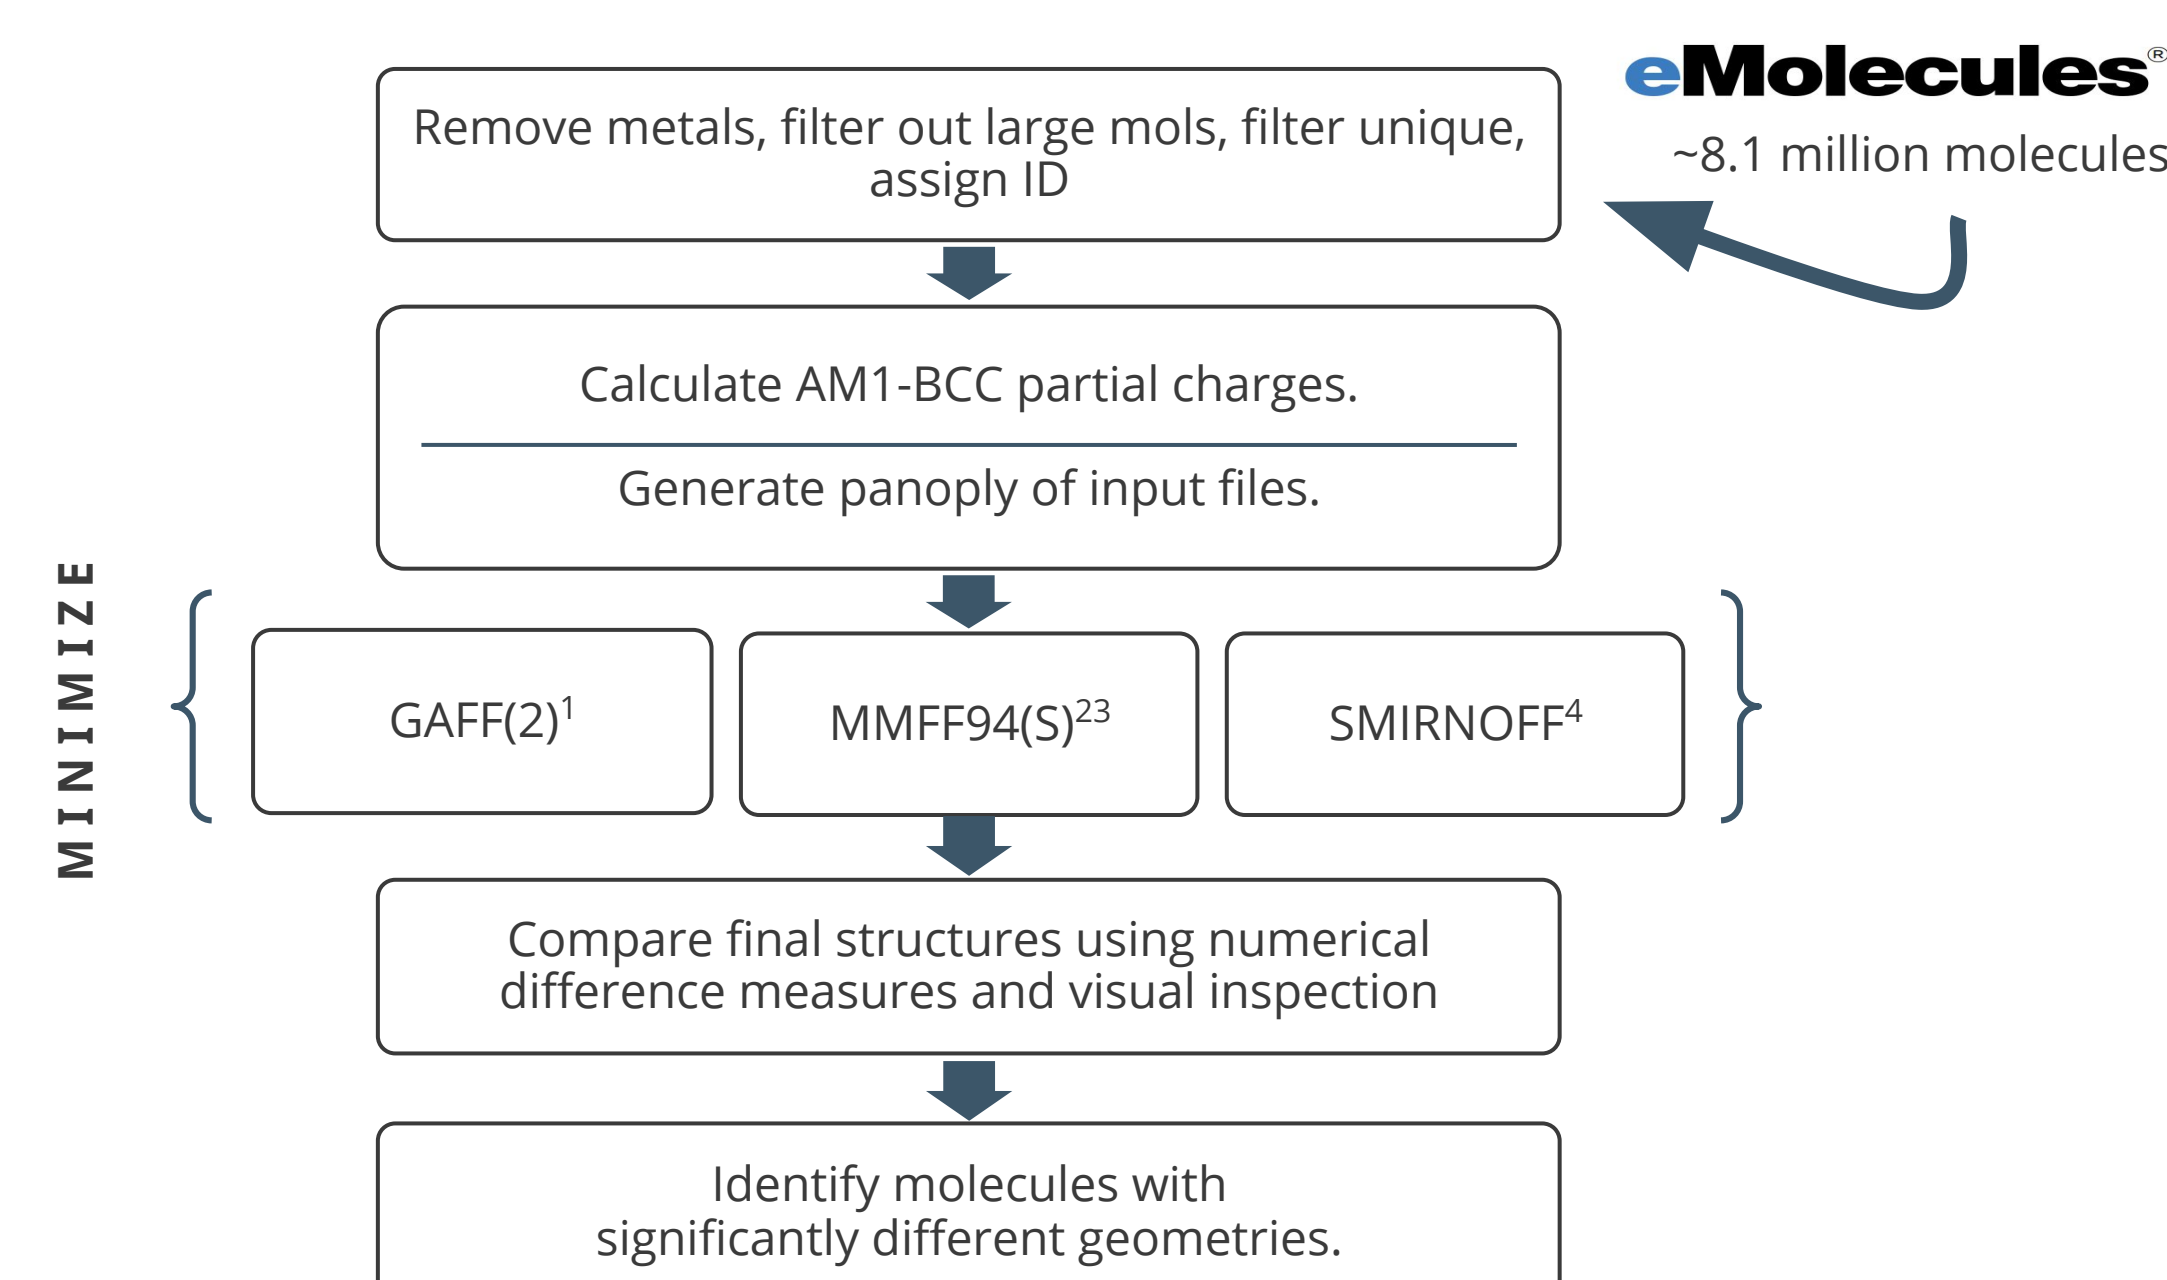 eMolecules®
~8.1 million molecules
Remove metals, filter out large mols, filter unique,
assign ID
Calculate AM1-BCC partial charges.
Generate panoply of input files.
MINIMIZE
GAFF(2)¹
MMFF94(S)²³
SMIRNOFF⁴
Compare final structures using numerical
difference measures and visual inspection
Identify molecules with
significantly different geometries.